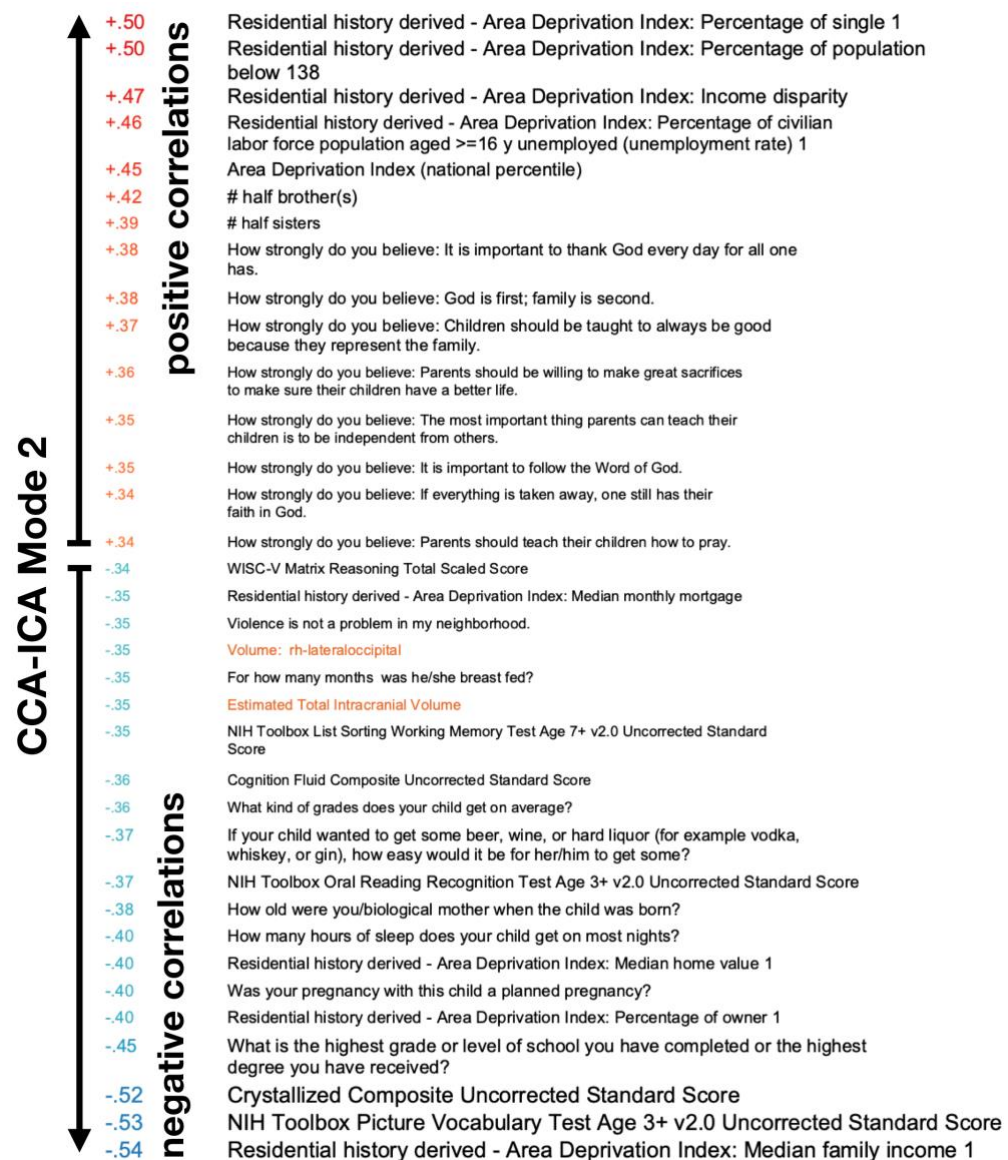 CCA-ICA Mode 2
positive correlations
+.50 Residential history derived - Area Deprivation Index: Percentage of single 1
+.50 Residential history derived - Area Deprivation Index: Percentage of population
below 138
+.47 Residential history derived - Area Deprivation Index: Income disparity
+.46 Residential history derived - Area Deprivation Index: Percentage of civilian
labor force population aged >=16 y unemployed (unemployment rate) 1
+.45 Area Deprivation Index (national percentile)
+.42 # half brother(s)
+.39 # half sisters
+.38 How strongly do you believe: It is important to thank God every day for all one
has.
+.38 How strongly do you believe: God is first; family is second.
+.37 How strongly do you believe: Children should be taught to always be good
because they represent the family.
+.36 How strongly do you believe: Parents should be willing to make great sacrifices
to make sure their children have a better life.
+.35 How strongly do you believe: The most important thing parents can teach their
children is to be independent from others.
+.35 How strongly do you believe: It is important to follow the Word of God.
+.34 How strongly do you believe: If everything is taken away, one still has their
faith in God.
+.34 How strongly do you believe: Parents should teach their children how to pray.
negative correlations
-.34 WISC-V Matrix Reasoning Total Scaled Score
-.35 Residential history derived - Area Deprivation Index: Median monthly mortgage
-.35 Violence is not a problem in my neighborhood.
-.35 Volume: rh-lateraloccipital
-.35 For how many months was he/she breast fed?
-.35 Estimated Total Intracranial Volume
-.35 NIH Toolbox List Sorting Working Memory Test Age 7+ v2.0 Uncorrected Standard
Score
-.36 Cognition Fluid Composite Uncorrected Standard Score
-.36 What kind of grades does your child get on average?
-.37 If your child wanted to get some beer, wine, or hard liquor (for example vodka,
whiskey, or gin), how easy would it be for her/him to get some?
-.37 NIH Toolbox Oral Reading Recognition Test Age 3+ v2.0 Uncorrected Standard Score
-.38 How old were you/biological mother when the child was born?
-.40 How many hours of sleep does your child get on most nights?
-.40 Residential history derived - Area Deprivation Index: Median home value 1
-.40 Was your pregnancy with this child a planned pregnancy?
-.40 Residential history derived - Area Deprivation Index: Percentage of owner 1
-.45 What is the highest grade or level of school you have completed or the highest
degree you have received?
-.52 Crystallized Composite Uncorrected Standard Score
-.53 NIH Toolbox Picture Vocabulary Test Age 3+ v2.0 Uncorrected Standard Score
-.54 Residential history derived - Area Deprivation Index: Median family income 1